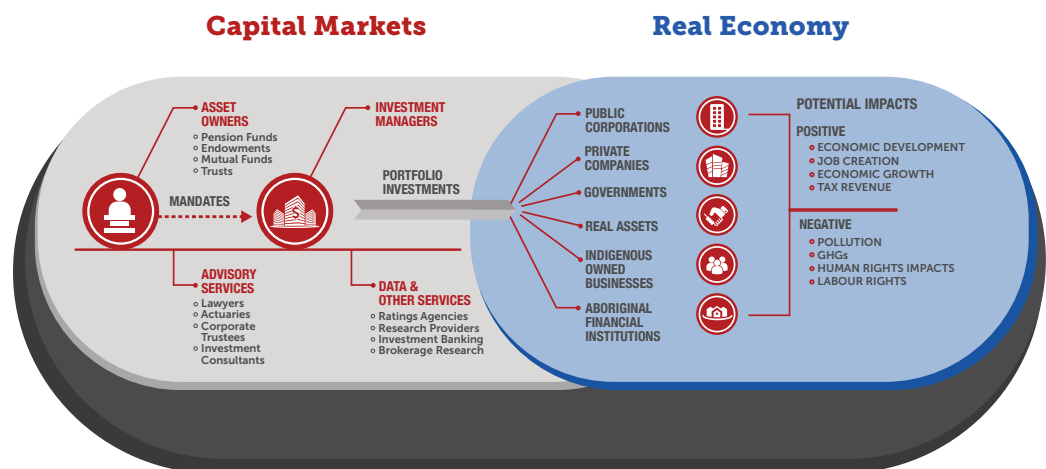 Capital Markets
Real Economy
ASSET
OWNERS
Pension Funds
Endowments
Mutual Funds
Trusts
INVESTMENT
MANAGERS
MANDATES
PORTFOLIO
INVESTMENTS
ADVISORY
SERVICES
Lawyers
Actuaries
Corporate
Trustees
Investment
Consultants
DATA &
OTHER SERVICES
Ratings Agencies
Research Providers
Investment Banking
Brokerage Research
PUBLIC
CORPORATIONS
PRIVATE
COMPANIES
GOVERNMENTS
REAL ASSETS
INDIGENOUS
OWNED
BUSINESSES
ABORIGINAL
FINANCIAL
INSTITUTIONS
POTENTIAL IMPACTS
POSITIVE
ECONOMIC DEVELOPMENT
JOB CREATION
ECONOMIC GROWTH
TAX REVENUE
NEGATIVE
POLLUTION
GHGs
HUMAN RIGHTS IMPACTS
LABOUR RIGHTS
$